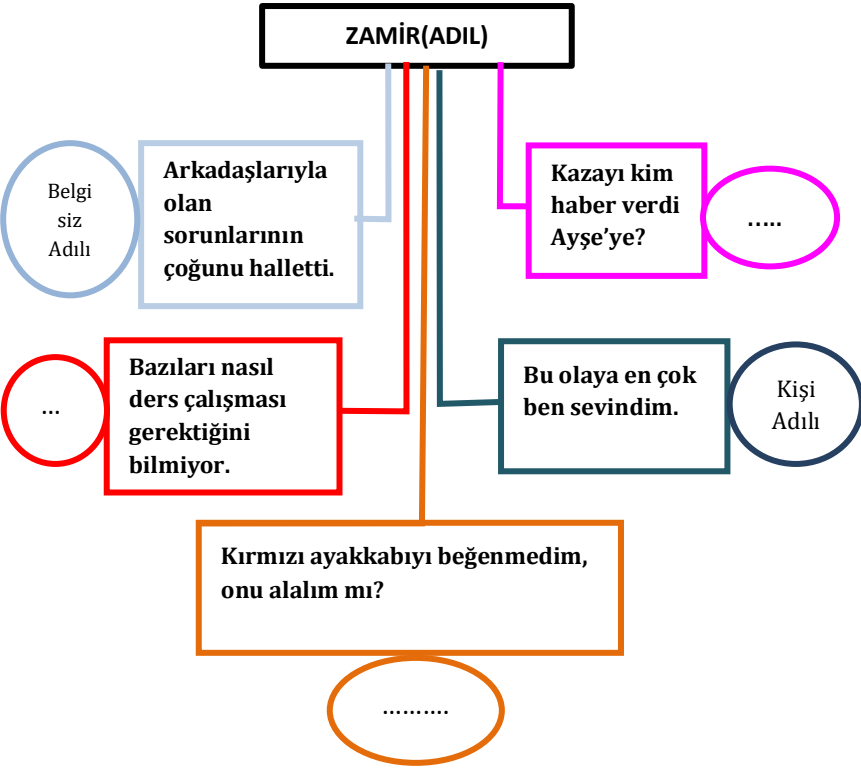 ZAMİR(ADIL)
Belgi
siz
Adılı
Arkadaşlarıyla
olan
sorunlarının
çoğunu halletti.
Kazayı kim
haber verdi
Ayşe’ye?
…..
…
Bazıları nasıl
ders çalışması
gerektiğini
bilmiyor.
Bu olaya en çok
ben sevindim.
Kişi
Adılı
Kırmızı ayakkabıyı beğenmedim,
onu alalım mı?
……….